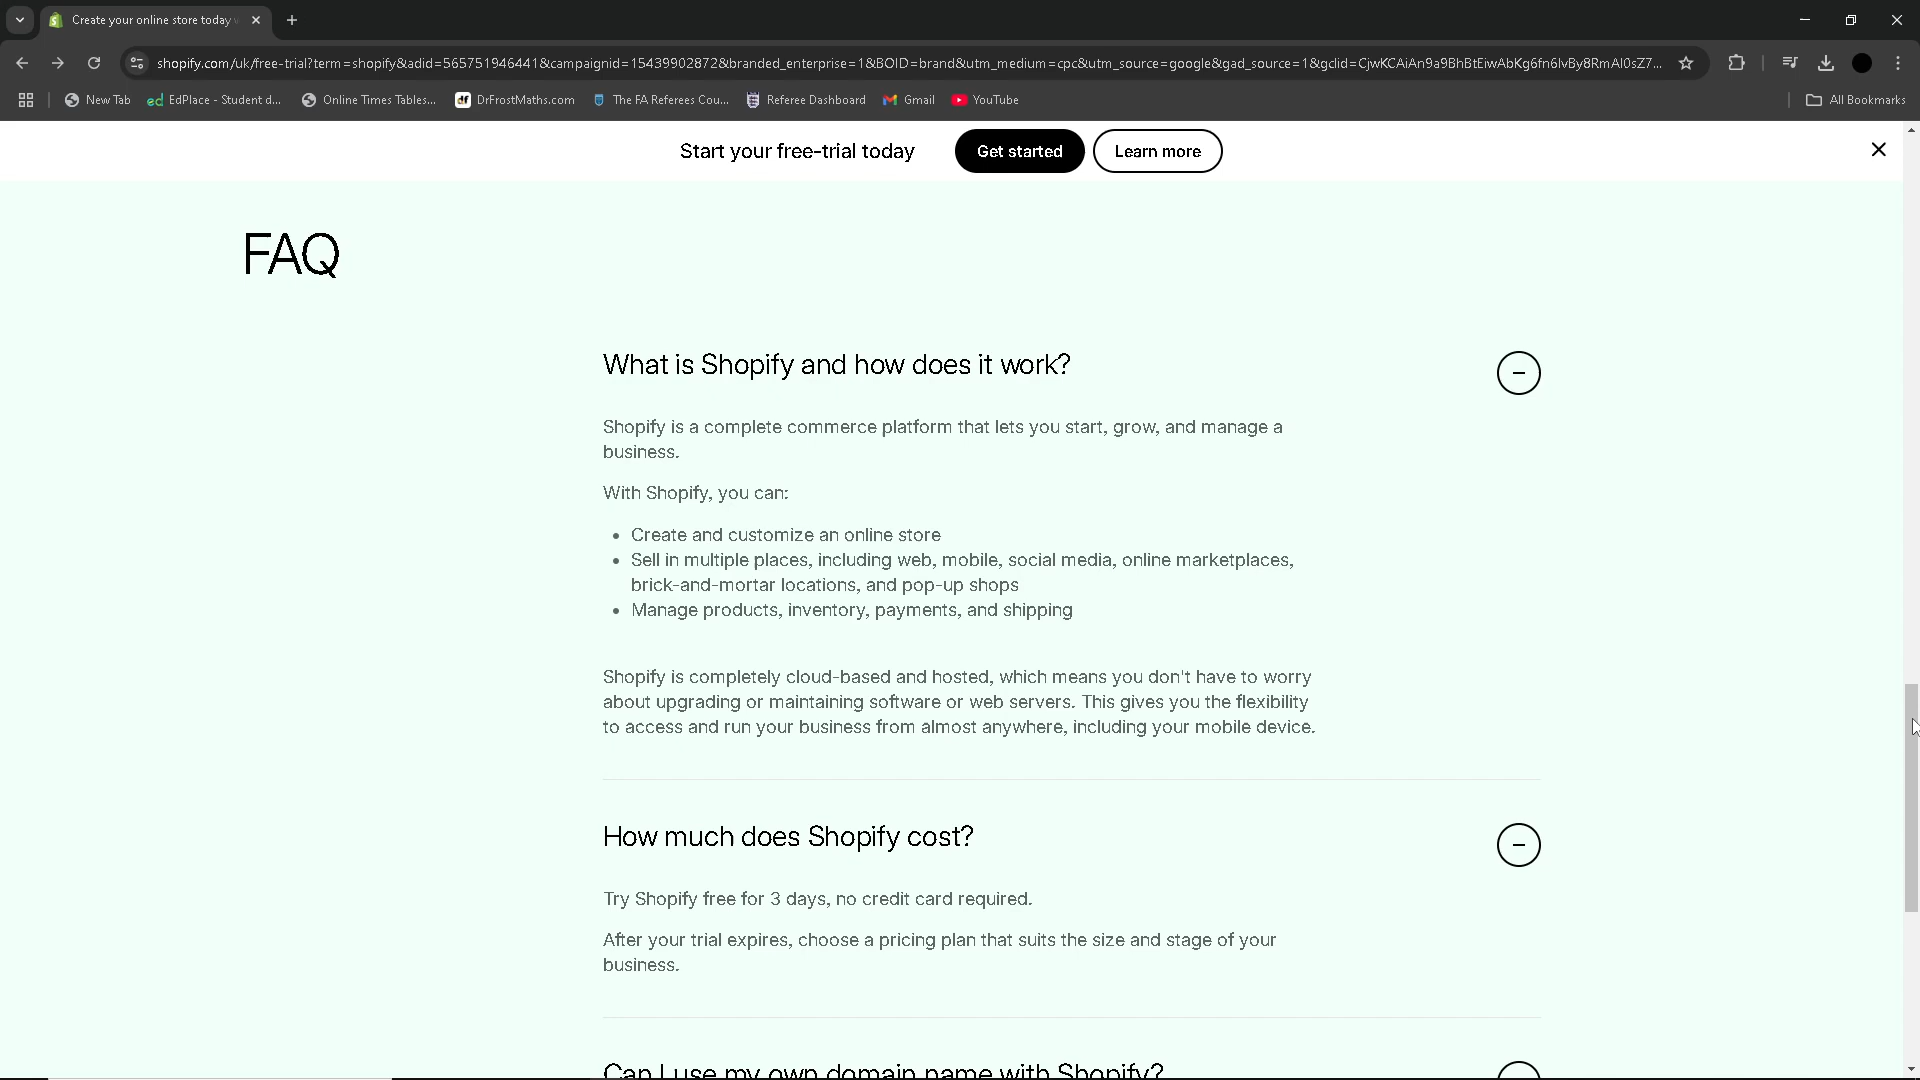 Create your online store today
shopify.com/uk/free-trial?term=shopify&adid=565751946441&campaignid=15439902872&branded_enterprise=1&BOID=brand&utm_medium=cpc&utm_source=google&gad_source=1&gclid=CjwKCAiAn9a9BhBtEiwAbKg6fn6lvBy8RmAI0sZ7...
New Tab
EdPlace - Student d...
Online Times Tables...
DrFrostMaths.com
The FA Referees Cou...
Referee Dashboard
Gmail
YouTube
All Bookmarks
Start your free-trial today
Get started
Learn more
FAQ
What is Shopify and how does it work?
Shopify is a complete commerce platform that lets you start, grow, and manage a
business.
With Shopify, you can:
• Create and customize an online store
• Sell in multiple places, including web, mobile, social media, online marketplaces,
brick-and-mortar locations, and pop-up shops
• Manage products, inventory, payments, and shipping
Shopify is completely cloud-based and hosted, which means you don't have to worry
about upgrading or maintaining software or web servers. This gives you the flexibility
to access and run your business from almost anywhere, including your mobile device.
How much does Shopify cost?
Try Shopify free for 3 days, no credit card required.
After your trial expires, choose a pricing plan that suits the size and stage of your
business.
Can I use my own domain name with Shopify?